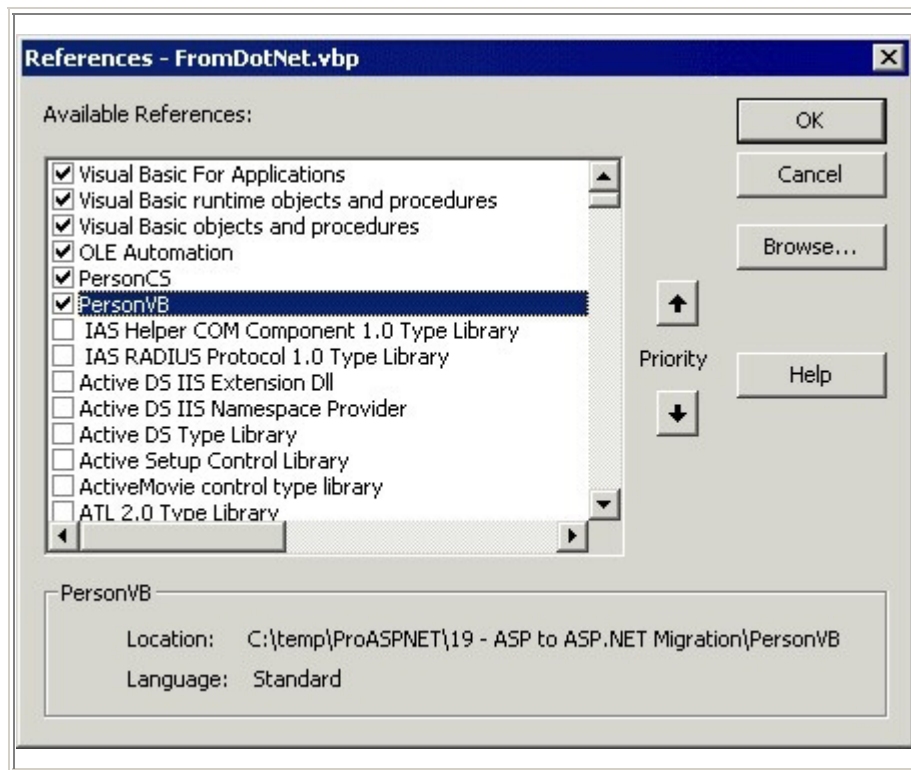 References - FromDotNet.vbp
Available References:
OK
Cancel
Browse...
Help
Visual Basic For Applications
Visual Basic runtime objects and procedures
Visual Basic objects and procedures
OLE Automation
PersonCS
PersonVB
IAS Helper COM Component 1.0 Type Library
IAS RADIUS Protocol 1.0 Type Library
Active DS IIS Extension Dll
Active DS IIS Namespace Provider
Active DS Type Library
Active Setup Control Library
ActiveMovie control type library
ATL 2.0 Type Library
Priority
PersonVB
Location: C:\temp\ProASPNET\19 - ASP to ASP.NET Migration\PersonVB
Language: Standard